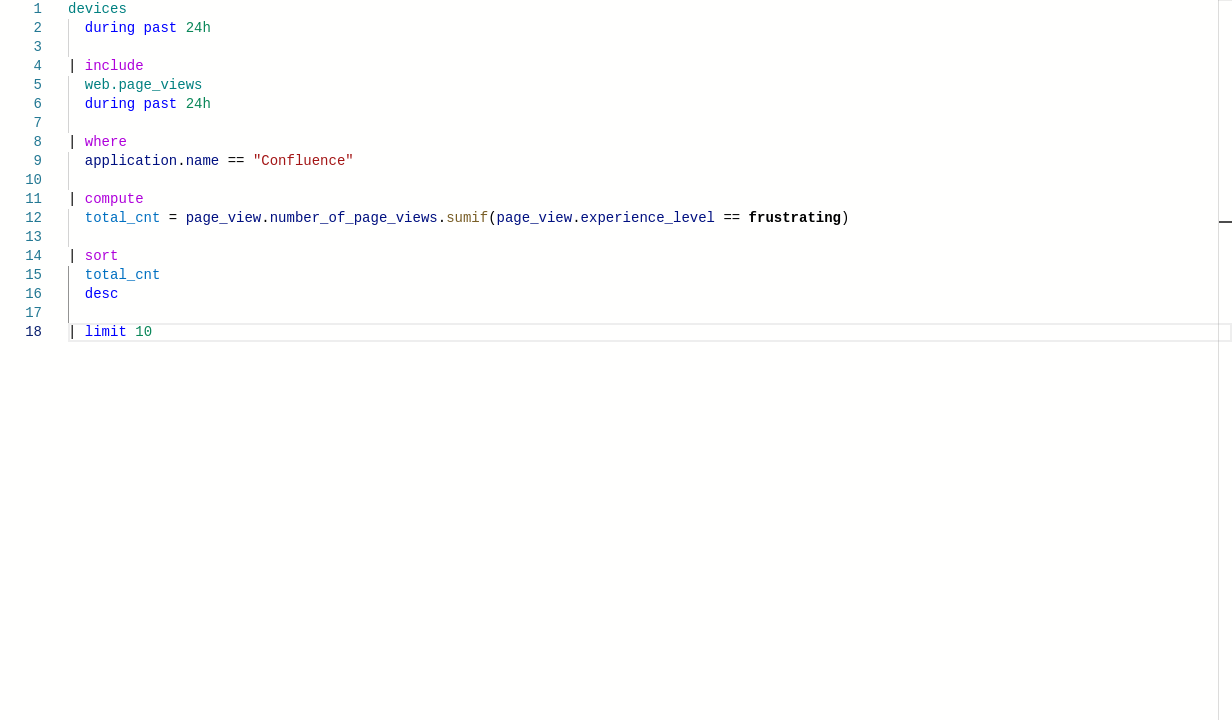 1 devices
2   during past 24h
3
4 | include
5   web.page_views
6   during past 24h
7
8 | where
9   application.name == "Confluence"
10
11 | compute
12   total_cnt = page_view.number_of_page_views.sumif(page_view.experience_level == frustrating)
13
14 | sort
15   total_cnt
16   desc
17
18 | limit 10